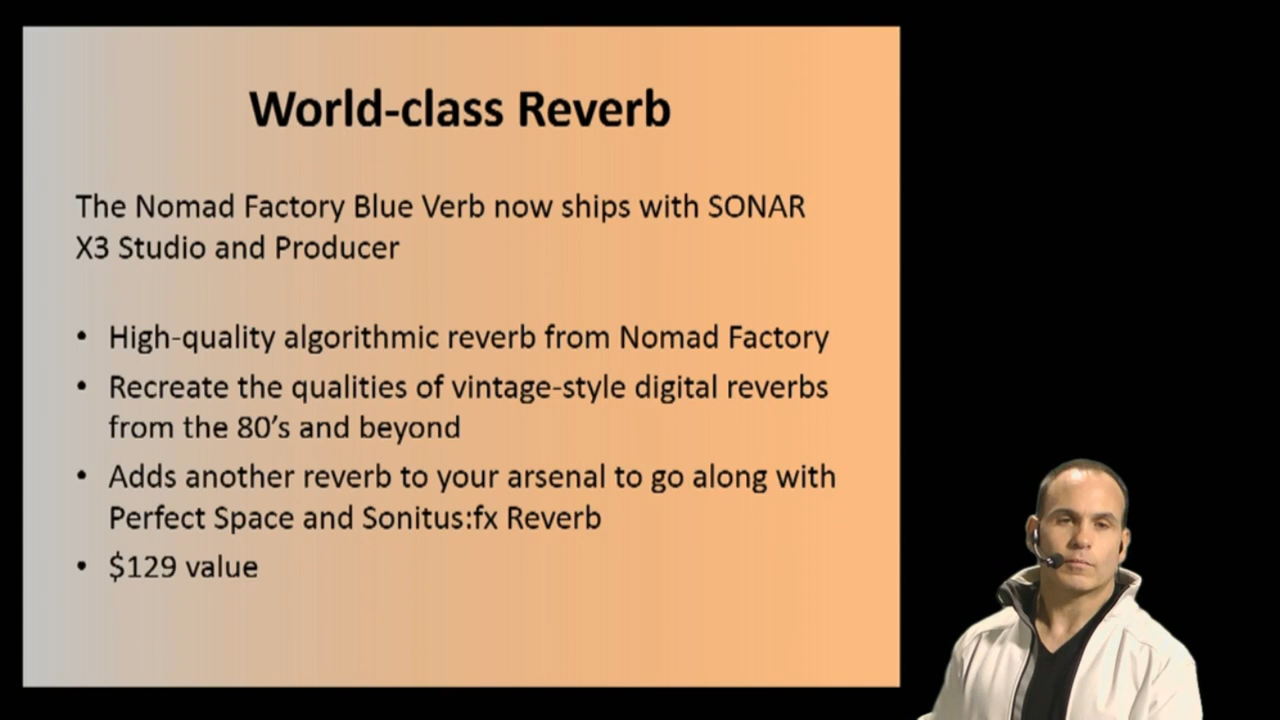 World-class Reverb
The Nomad Factory Blue Verb now ships with SONAR
X3 Studio and Producer
• High-quality algorithmic reverb from Nomad Factory
• Recreate the qualities of vintage-style digital reverbs
from the 80’s and beyond
• Adds another reverb to your arsenal to go along with
Perfect Space and Sonitus:fx Reverb
• $129 value